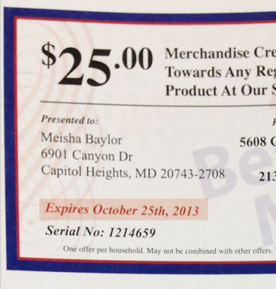 $25.00
Merchandise
Towards Any
Product At Our
Presented to:
Meisha Baylor
6901 Canyon Dr
Capitol Heights, MD 20743-2708
5608
213
Expires October 25th, 2013
Serial No: 1214659
One offer per household. May not be combined with other offers.